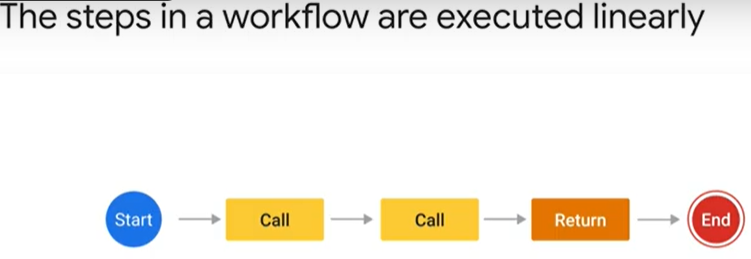 The steps in a workflow are executed linearly
Start
Call
Call
Return
End